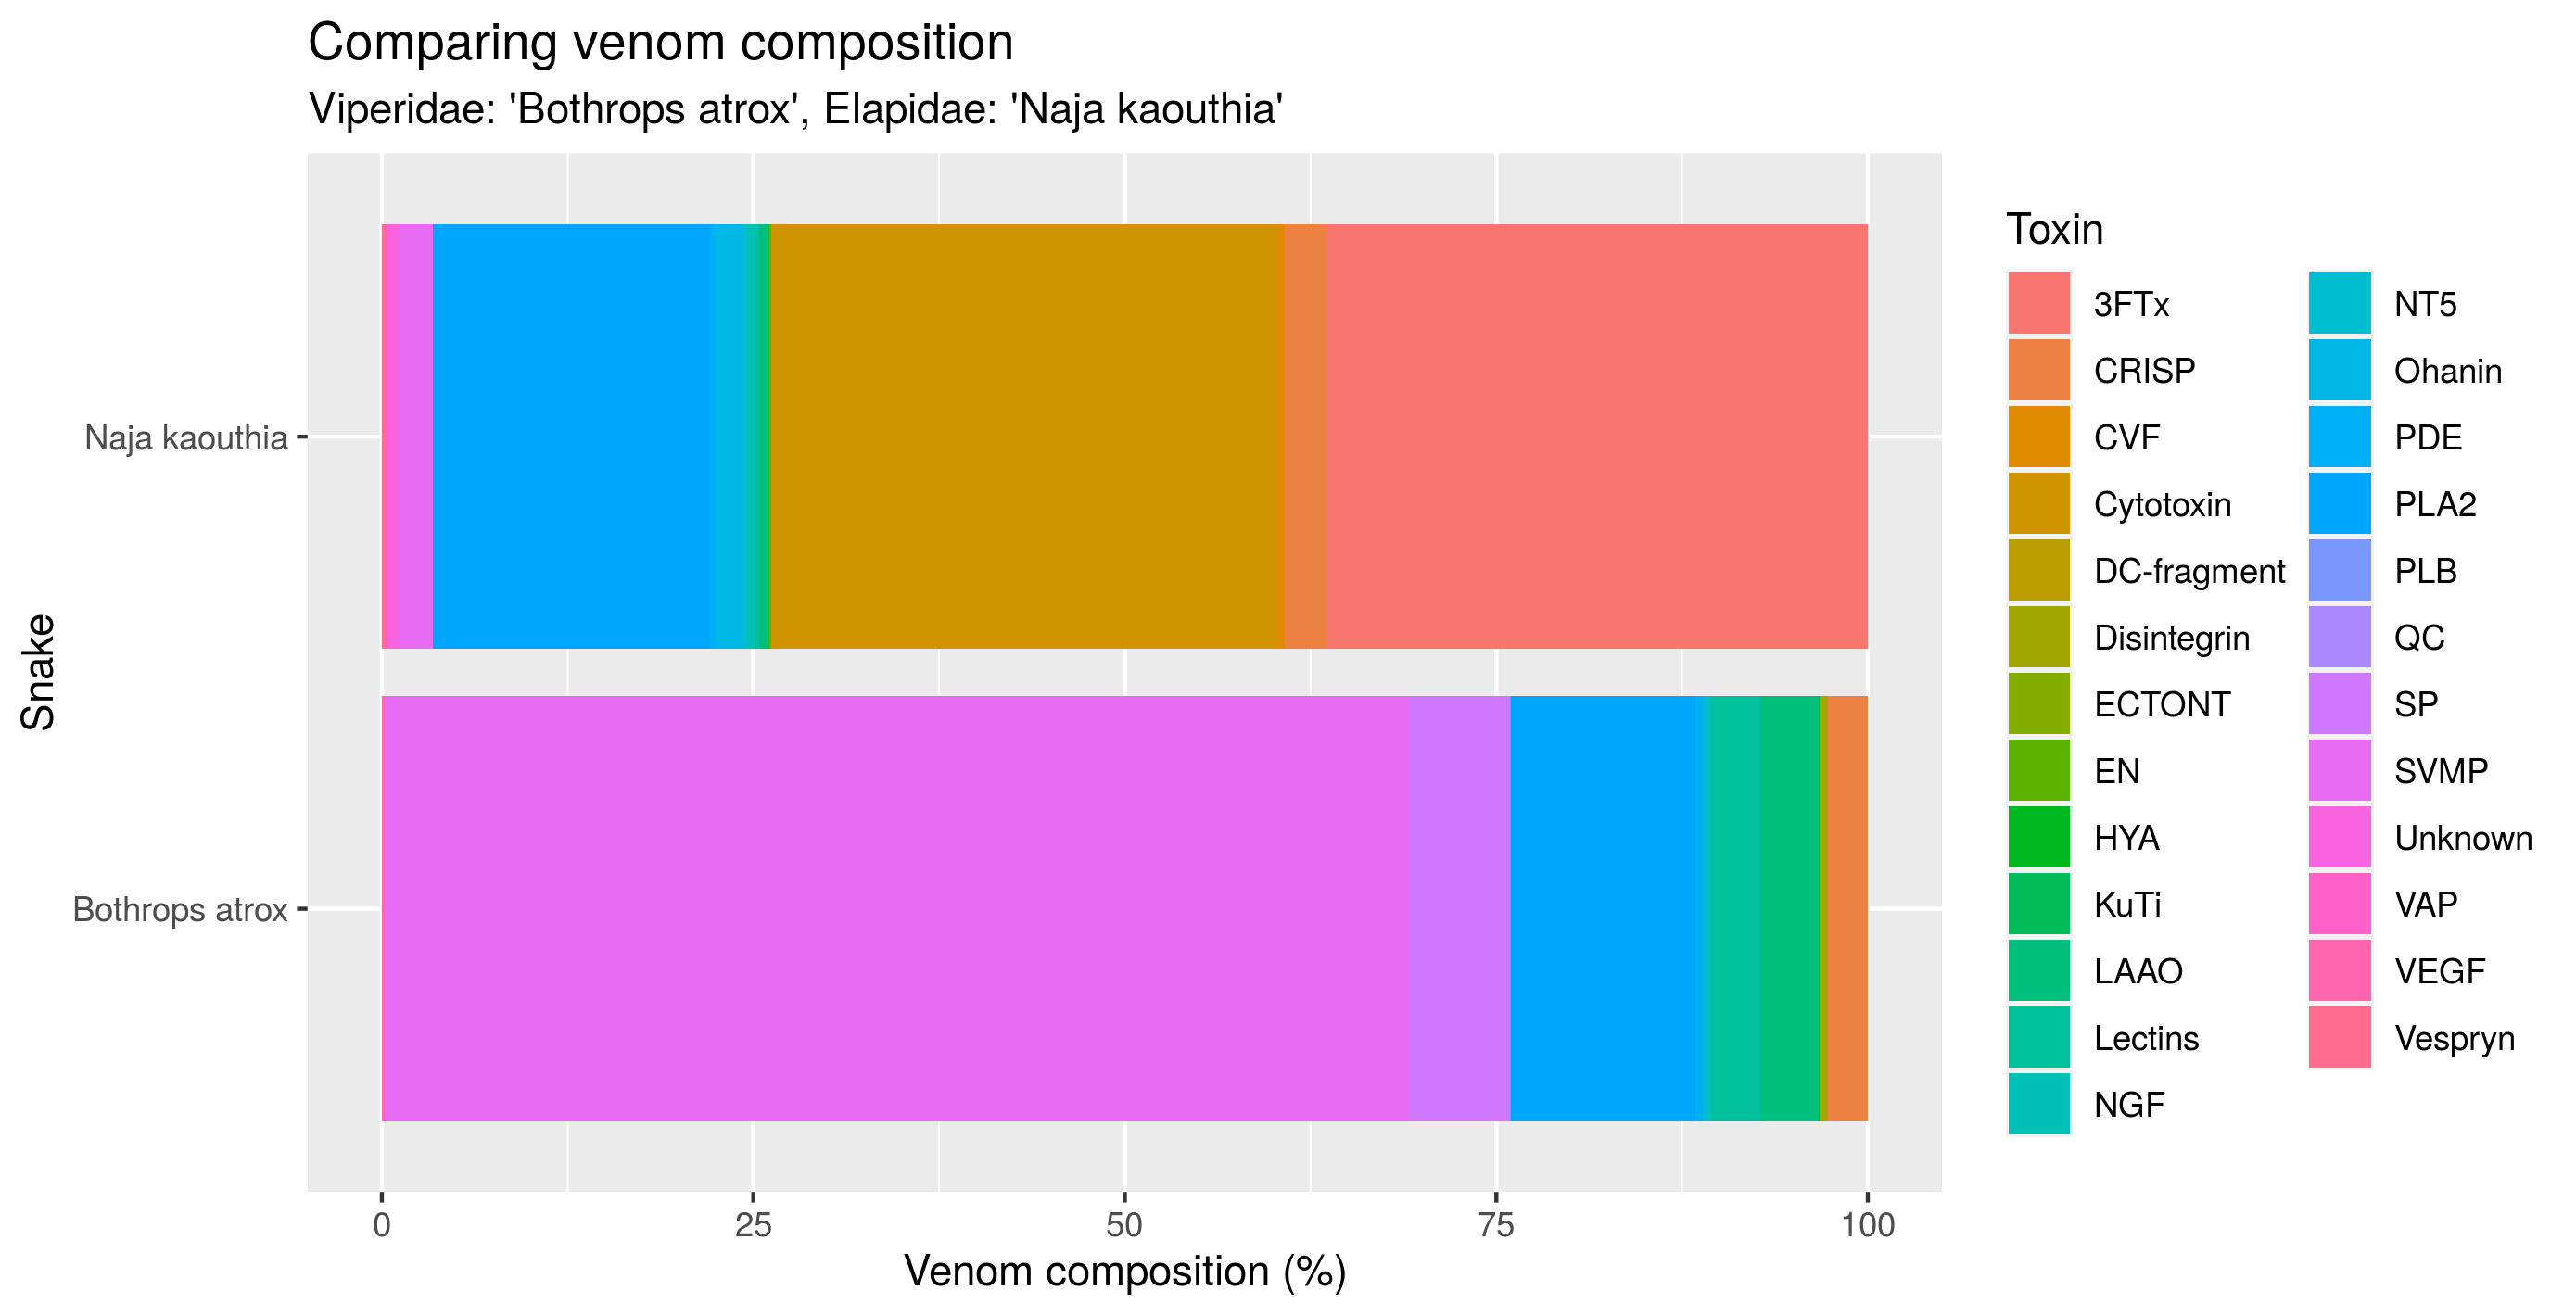 Comparing venom composition
Viperidae: 'Bothrops atrox', Elapidae: 'Naja kaouthia'
Snake
Naja kaouthia
Bothrops atrox
0 25 50 75 100
Venom composition (%)
Toxin
3FTx
CRISP
CVF
Cytotoxin
DC-fragment
Disintegrin
ECTONT
EN
HYA
KuTi
LAAO
Lectins
NGF
NT5
Ohanin
PDE
PLA2
PLB
QC
SP
SVMP
Unknown
VAP
VEGF
Vespryn